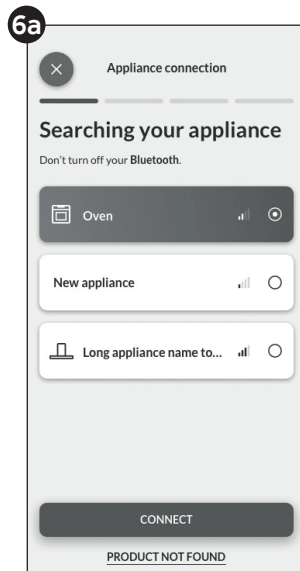 6a
Appliance connection
Searching your appliance
Don't turn off your Bluetooth.
Oven
New appliance
Long appliance name to...
CONNECT
PRODUCT NOT FOUND